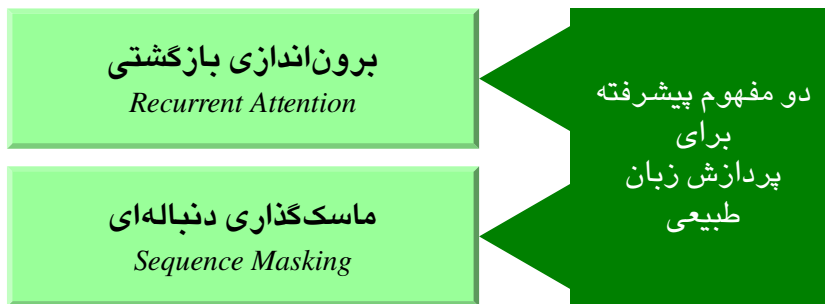 دو مفهوم پیشرفته
برای
پردازش زبان
طبیعی
برون‌اندازی بازگشتی
Recurrent Attention
ماسک‌گذاری دنباله‌ای
Sequence Masking